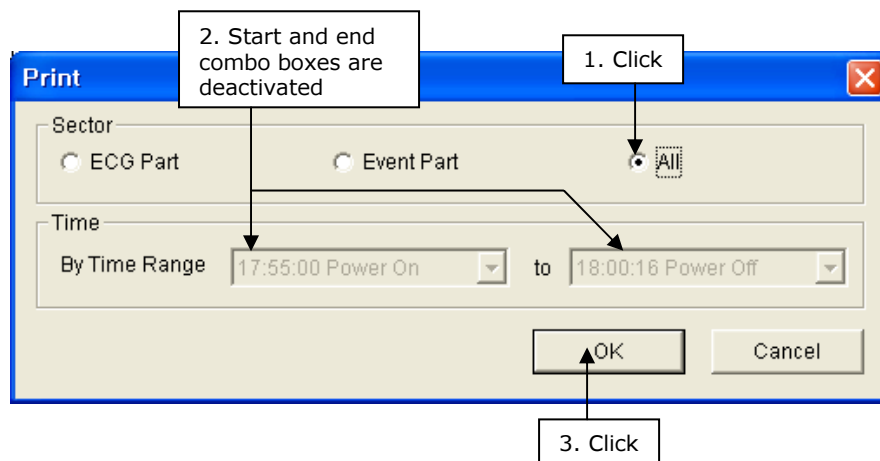 2. Start and end
combo boxes are
deactivated
1. Click
Print
Sector
ECG Part
Event Part
All
Time
By Time Range
17:55:00 Power On
to
18:00:16 Power Off
OK
Cancel
3. Click